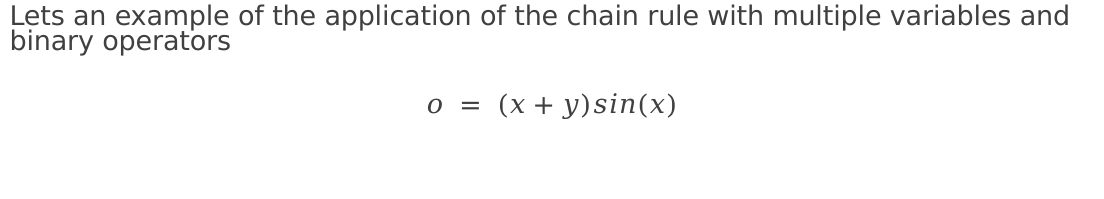 Lets an example of the application of the chain rule with multiple variables and
binary operators
o = (x + y)sin(x)